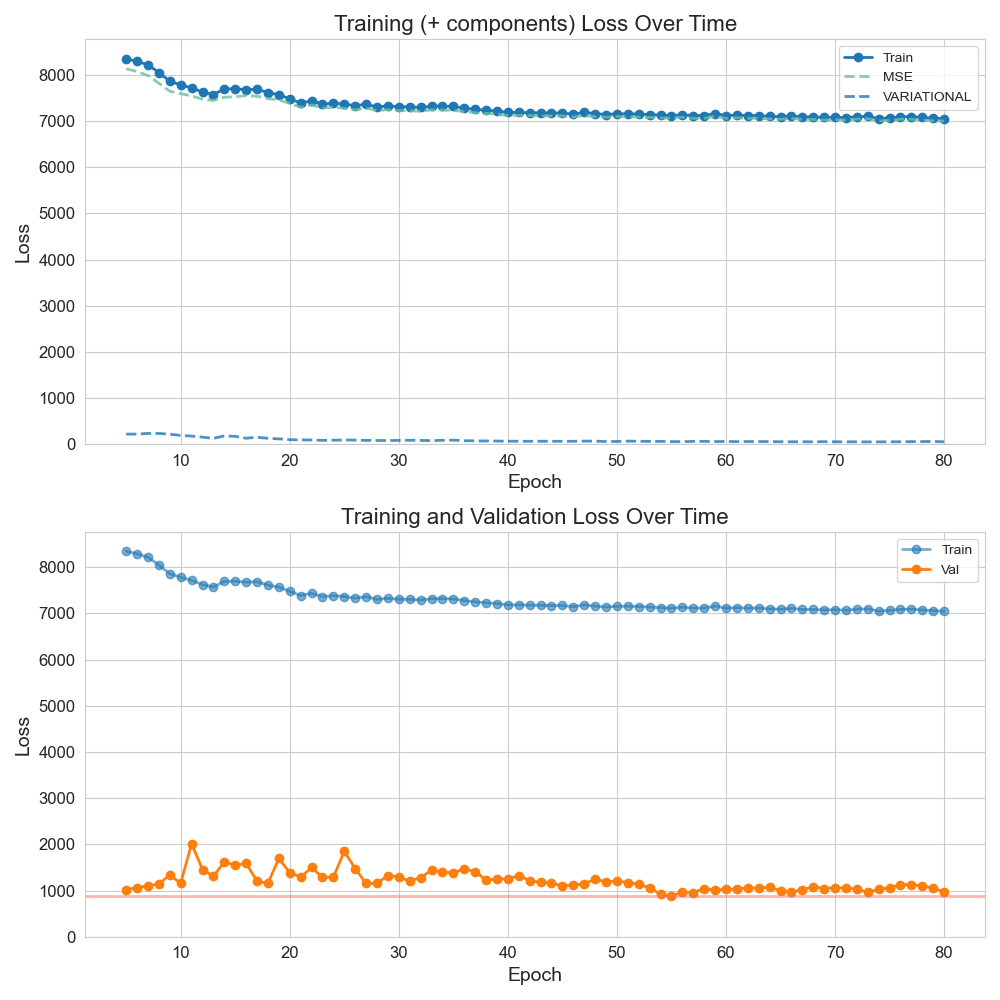 Training (+ components) Loss Over Time
Train
MSE
VARIATIONAL
8000
7000
6000
5000
4000
3000
2000
1000
0
Loss
10 20 30 40 50 60 70 80
Epoch
Training and Validation Loss Over Time
Train
Val
8000
7000
6000
5000
4000
3000
2000
1000
0
Loss
10 20 30 40 50 60 70 80
Epoch